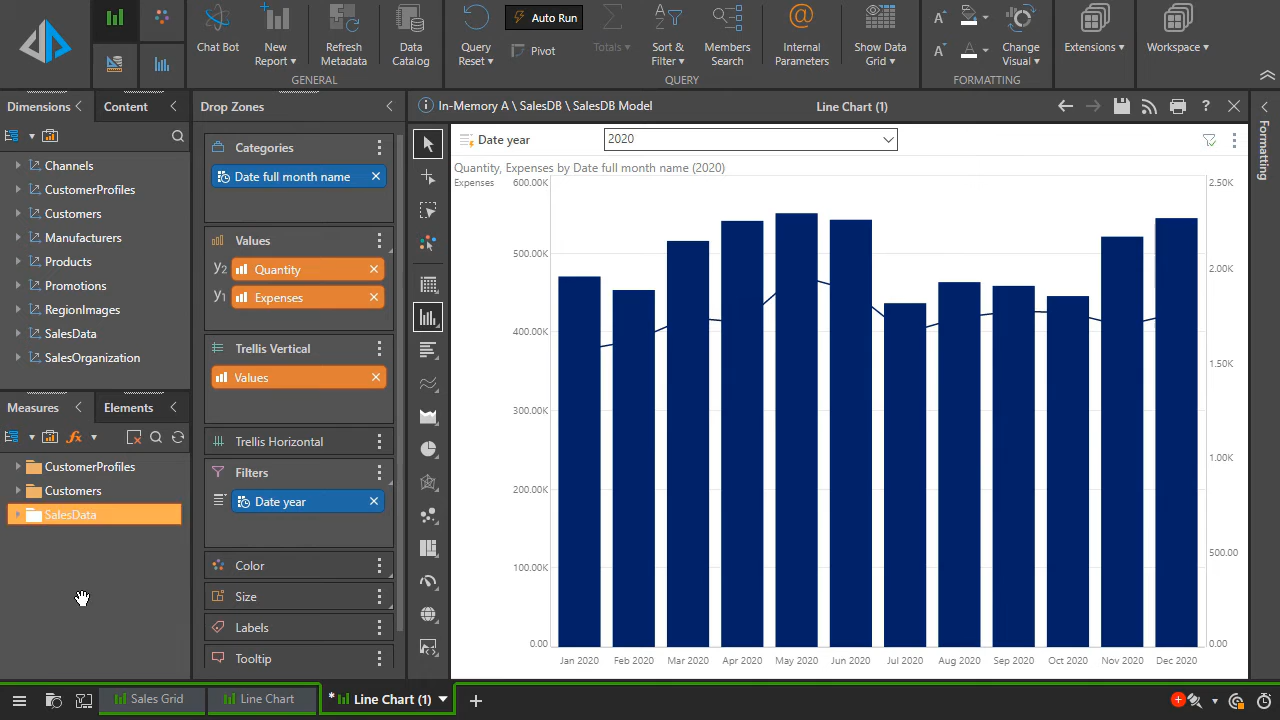 Chat Bot
New Report
Refresh Metadata
Data Catalog
GENERAL
Query Reset
Auto Run
Pivot
Totals
Sort & Filter
Members Search
Internal Parameters
Show Data Grid
QUERY
Change Visual
FORMATTING
Extensions
Workspace
Dimensions
Content
Channels
CustomerProfiles
Customers
Manufacturers
Products
Promotions
RegionImages
SalesData
SalesOrganization
Measures
Elements
CustomerProfiles
Customers
SalesData
Drop Zones
Categories
Date full month name
Values
y2 Quantity
y1 Expenses
Trellis Vertical
Values
Trellis Horizontal
Filters
Date year
Color
Size
Labels
Tooltip
In-Memory A \ SalesDB \ SalesDB Model
Line Chart (1)
Date year
2020
Quantity, Expenses by Date full month name (2020)
Expenses
600.00K
500.00K
400.00K
300.00K
200.00K
100.00K
0.00
2.50K
2.00K
1.50K
1.00K
500.00
0.00
Jan 2020 Feb 2020 Mar 2020 Apr 2020 May 2020 Jun 2020 Jul 2020 Aug 2020 Sep 2020 Oct 2020 Nov 2020 Dec 2020
Formatting
Sales Grid
Line Chart
* Line Chart (1)